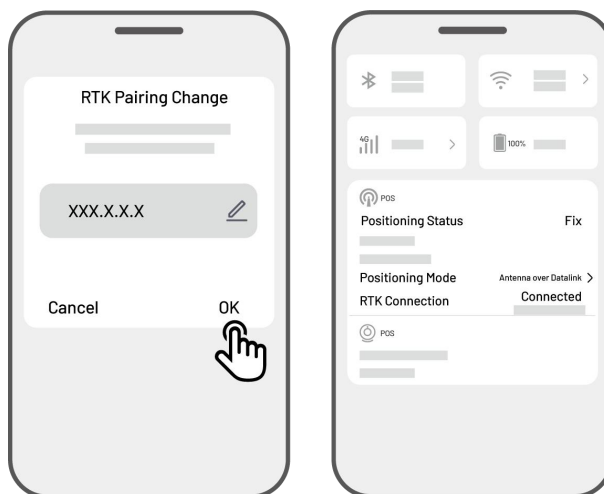 RTK Pairing Change
XXX.X.X.X
Cancel OK
4G
100%
POS
Positioning Status Fix
Positioning Mode Antenna over Datalink >
RTK Connection Connected
POS